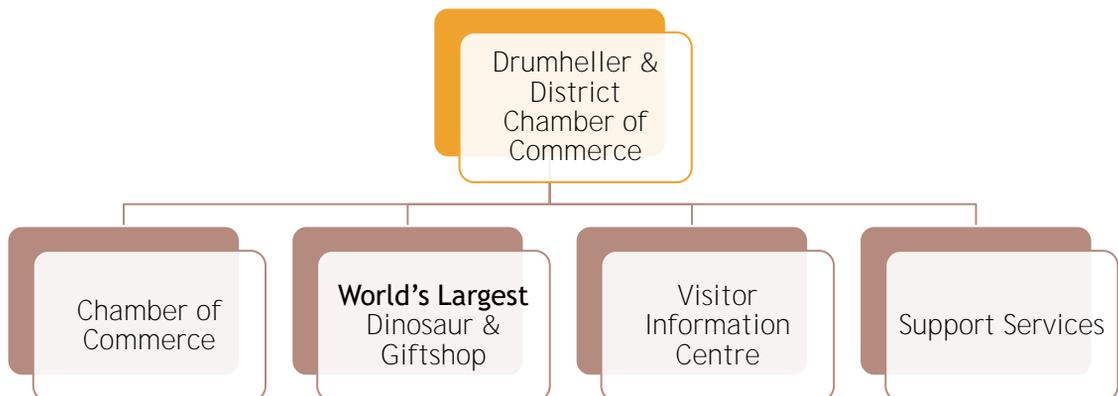 Drumheller &
District
Chamber of
Commerce
Chamber of
Commerce
World’s Largest
Dinosaur &
Giftshop
Visitor
Information
Centre
Support Services